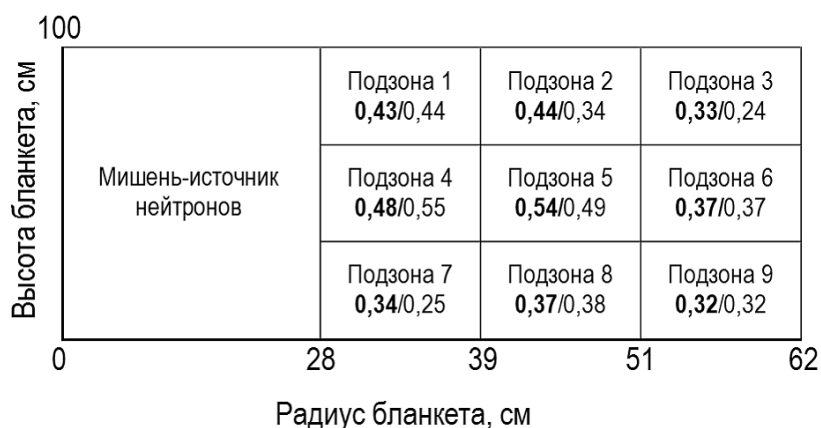 100
Высота бланкета, см
Мишень-источник
нейтронов
Подзона 1
0,43/0,44
Подзона 2
0,44/0,34
Подзона 3
0,33/0,24
Подзона 4
0,48/0,55
Подзона 5
0,54/0,49
Подзона 6
0,37/0,37
Подзона 7
0,34/0,25
Подзона 8
0,37/0,38
Подзона 9
0,32/0,32
0
28
39
51
62
Радиус бланкета, см